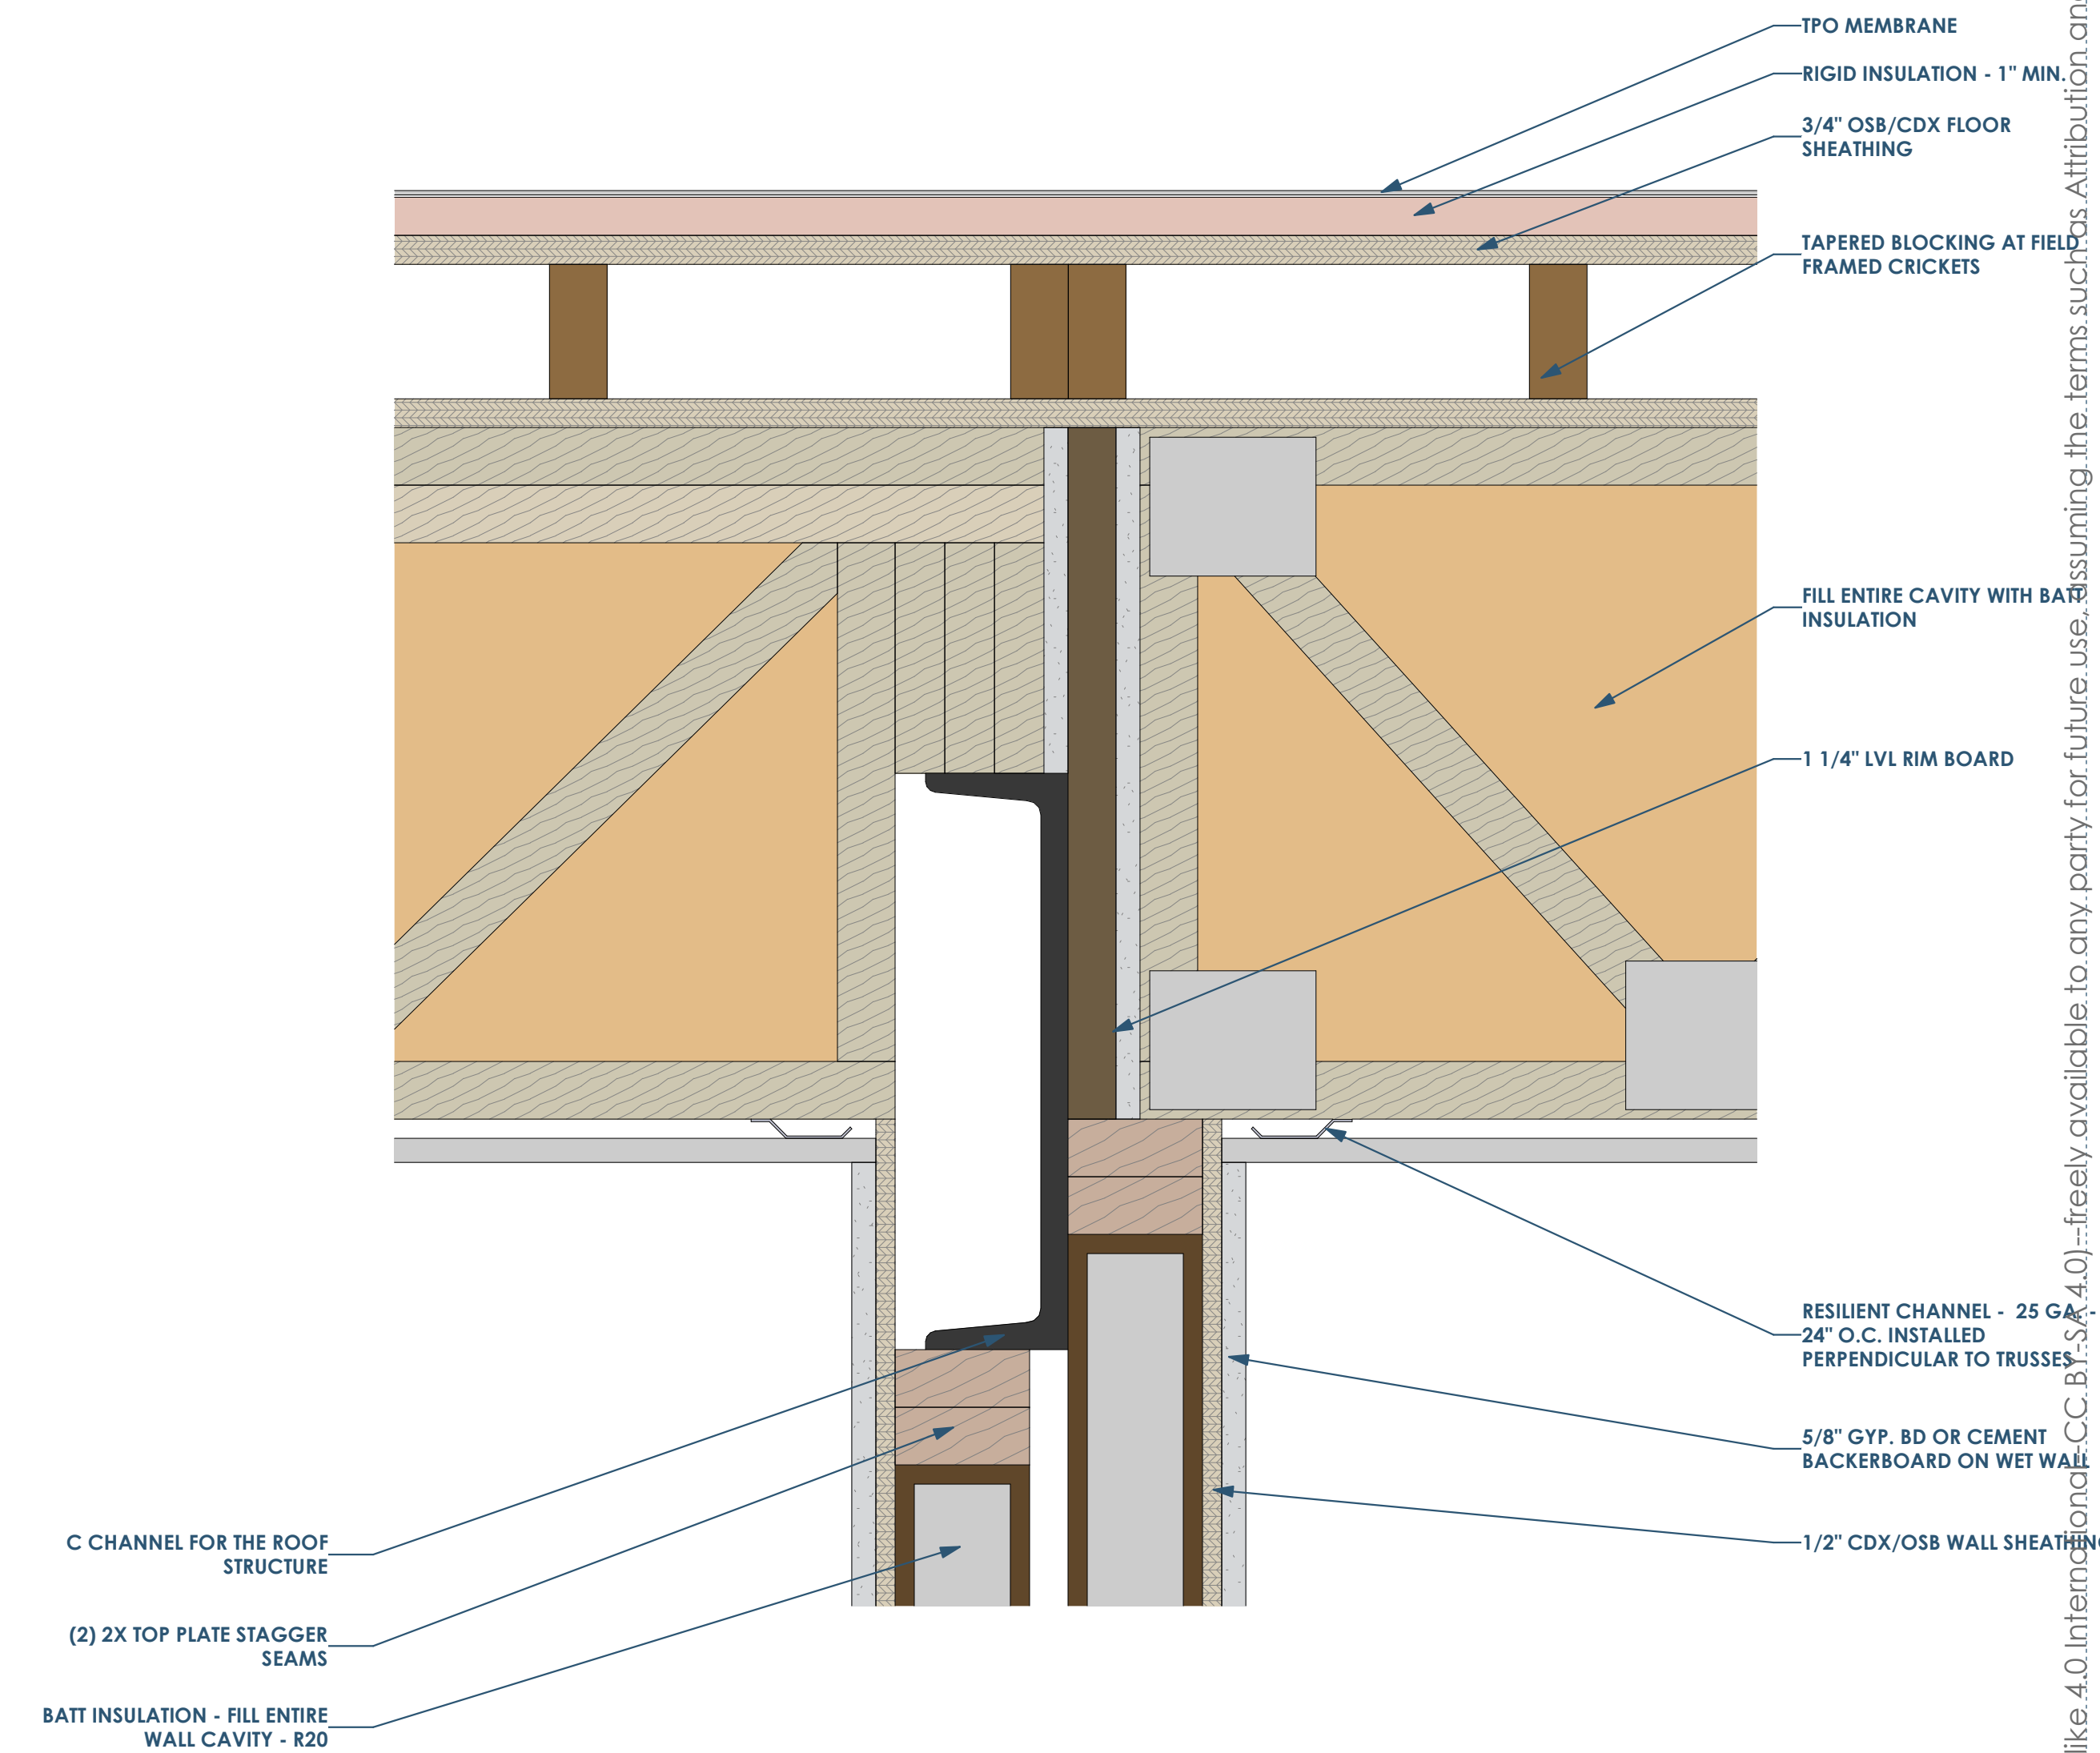 TPO MEMBRANE
RIGID INSULATION - 1" MIN.
3/4" OSB/CDX FLOOR
SHEATHING
TAPERED BLOCKING AT FIELD
FRAMED CRICKETS
FILL ENTIRE CAVITY WITH BATT
INSULATION
1 1/4" LVL RIM BOARD
RESILIENT CHANNEL - 25 GA. -
24" O.C. INSTALLED
PERPENDICULAR TO TRUSSES
5/8" GYP. BD OR CEMENT
BACKERBOARD ON WET WALL
1/2" CDX/OSB WALL SHEATHING
C CHANNEL FOR THE ROOF
STRUCTURE
(2) 2X TOP PLATE STAGGER
SEAMS
BATT INSULATION - FILL ENTIRE
WALL CAVITY - R20
like 4.0 International--CC BY-SA 4.0)--freely available to any party for future use, assuming the terms such as Attribution and